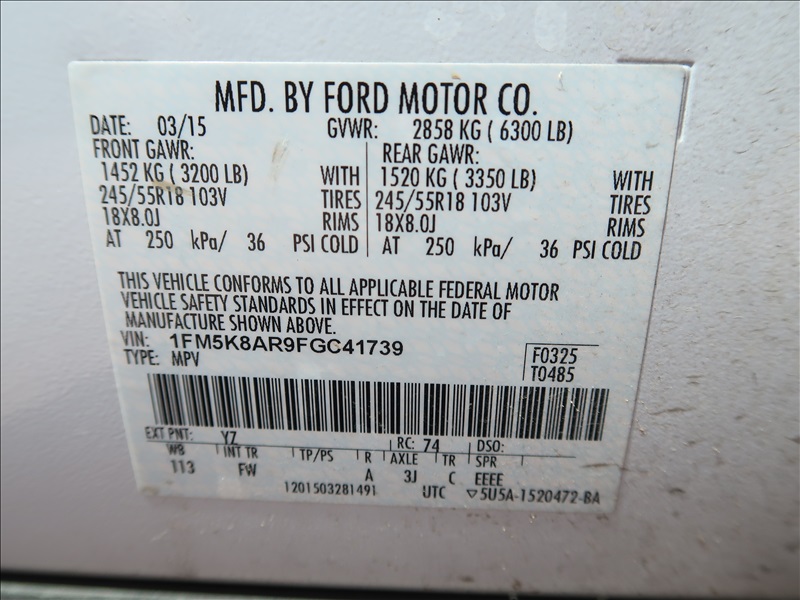 MFD. BY FORD MOTOR CO.
DATE: 03/15 GVWR: 2858 KG ( 6300 LB)
FRONT GAWR: REAR GAWR:
1452 KG ( 3200 LB) WITH 1520 KG ( 3350 LB) WITH
245/55R18 103V TIRES 245/55R18 103V TIRES
18X8.0J RIMS 18X8.0J RIMS
AT 250 kPa/ 36 PSI COLD AT 250 kPa/ 36 PSI COLD
THIS VEHICLE CONFORMS TO ALL APPLICABLE FEDERAL MOTOR
VEHICLE SAFETY STANDARDS IN EFFECT ON THE DATE OF
MANUFACTURE SHOWN ABOVE.
VIN: 1FM5K8AR9FGC41739
TYPE: MPV
F0325
T0485
EXT PNT: YZ RC: 74 DSO:
WB INT TR TP/PS R AXLE TR SPR
113 FW A 3J C EEEE
1201503281491 UTC ▽5U5A-1520472-BA